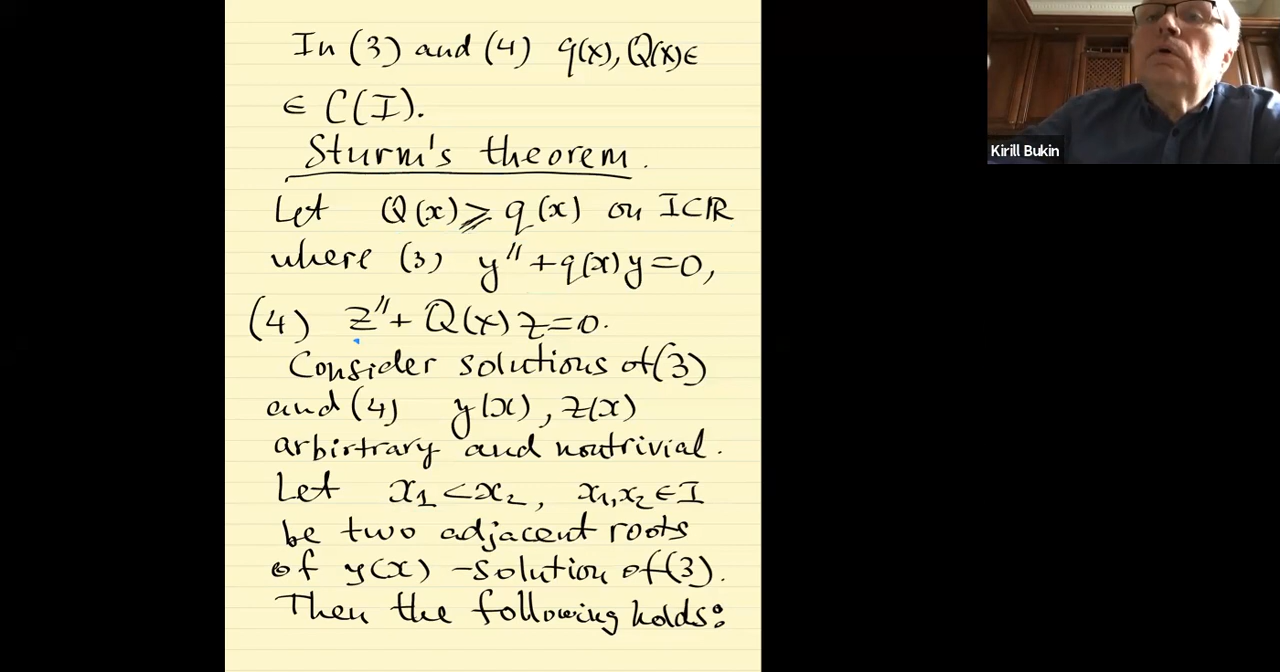 In (3) and (4) q(x), Q(x)∈
∈ C(I).
Sturm's theorem.
Let Q(x)⩾q(x) on I⊂ℝ
where (3) y″+q(x)y=0,
(4) z″+Q(x)z=0.
Consider solutions of (3)
and (4) y(x), z(x)
arbirtrary and nontrivial.
Let x₁<x₂, x₁,x₂∈I
be two adjacent roots
of y(x) –solution of (3).
Then the following holds:
Kirill Bukin